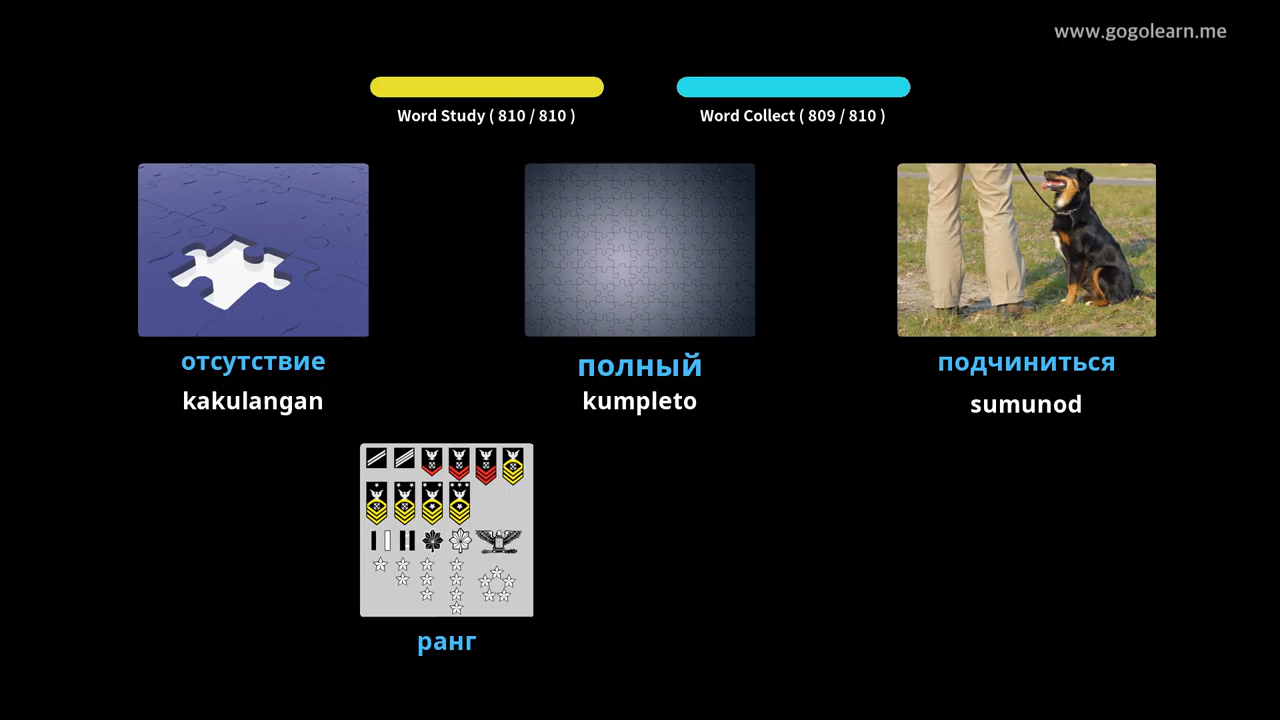 www.gogolearn.me
Word Study ( 810 / 810 )
Word Collect ( 809 / 810 )
отсутствие
kakulangan
полный
kumpleto
подчиниться
sumunod
ранг